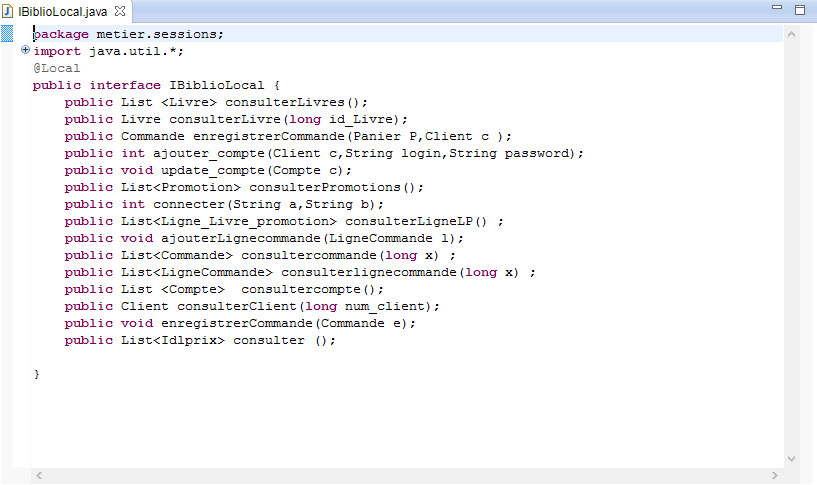 IBiblioLocal.java
package metier.sessions;
import java.util.*;
@Local
public interface IBiblioLocal {
public List <Livre> consulterLivres();
public Livre consulterLivre(long id_Livre);
public Commande enregistrerCommande(Panier P,Client c );
public int ajouter_compte(Client c,String login,String password);
public void update_compte(Compte c);
public List<Promotion> consulterPromotions();
public int connecter(String a,String b);
public List<Ligne_Livre_promotion> consulterLigneLP() ;
public void ajouterLignecommande(LigneCommande l);
public List<Commande> consultercommande(long x) ;
public List<LigneCommande> consulterlignecommande(long x) ;
public List <Compte>  consultercompte();
public Client consulterClient(long num_client);
public void enregistrerCommande(Commande e);
public List<Idlprix> consulter ();
}